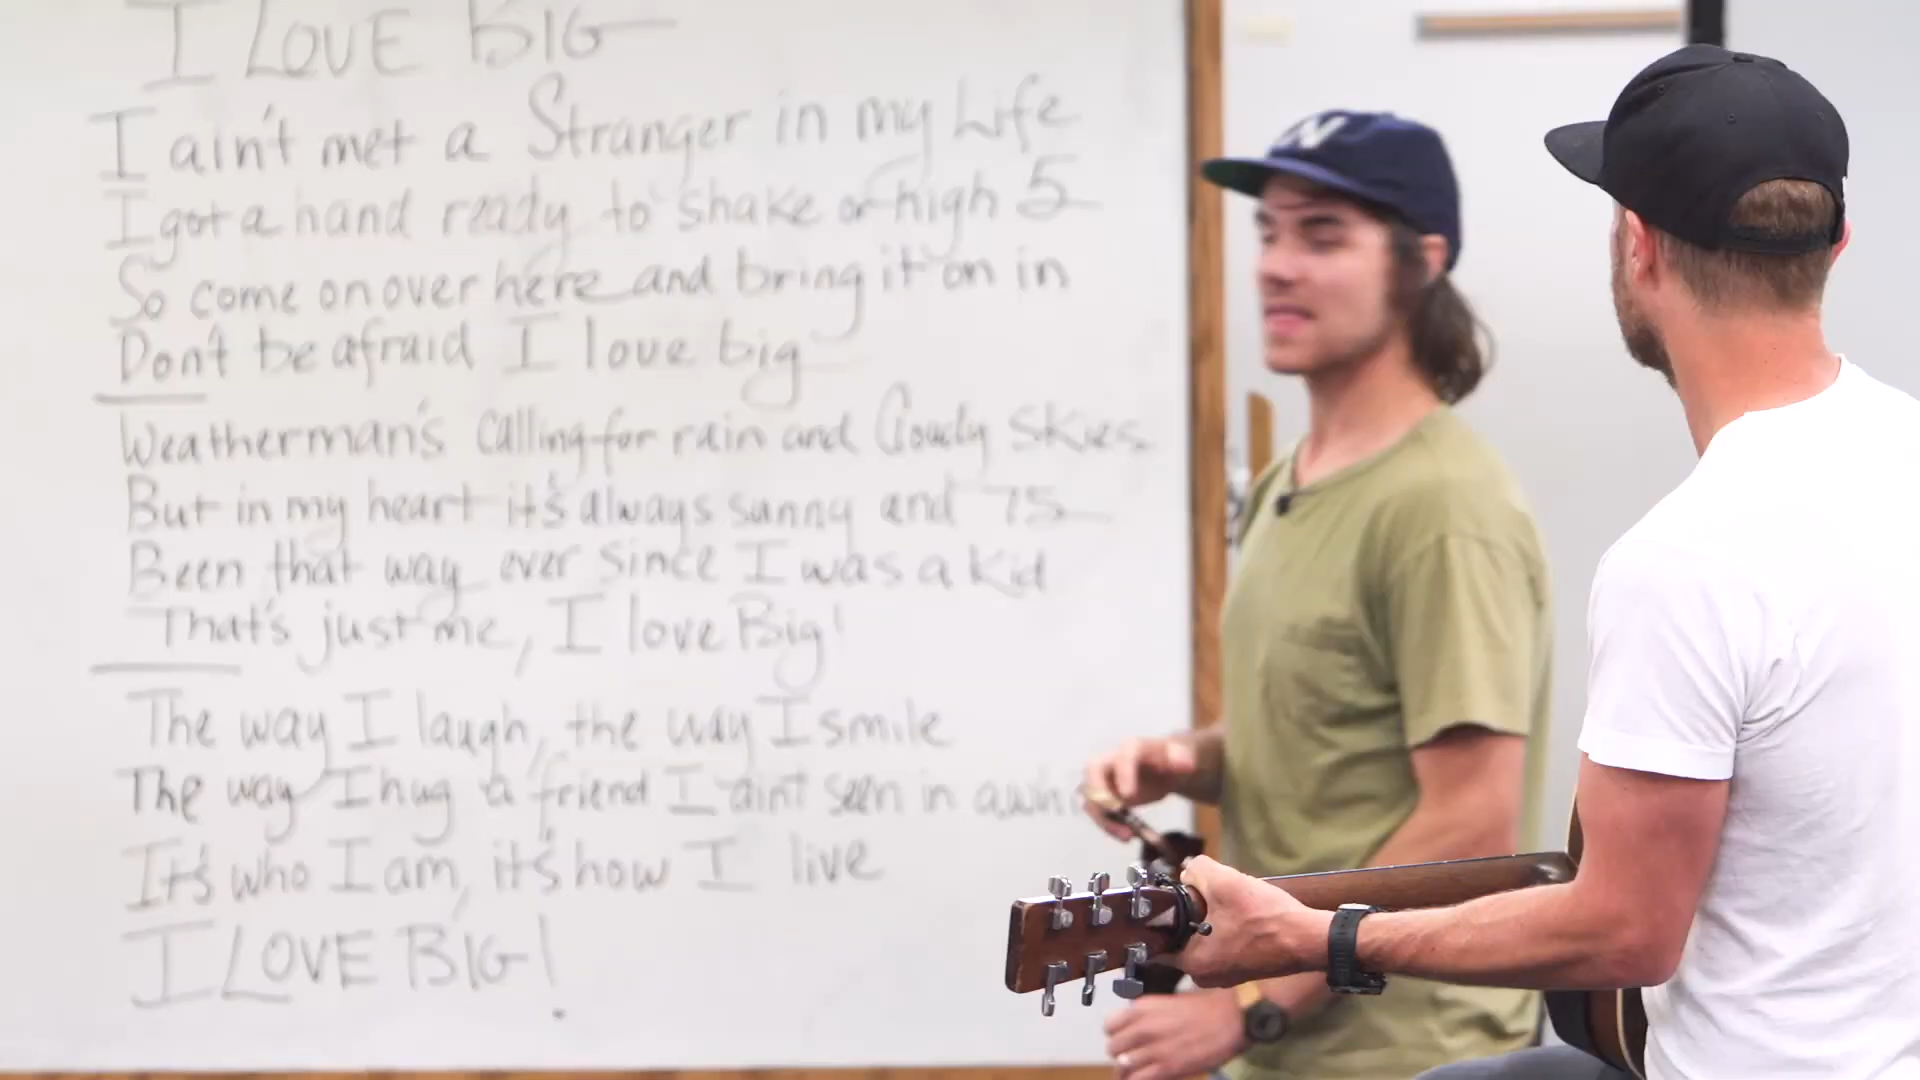 I LOVE BIG
I ain't met a Stranger in my Life
I got a hand ready to shake or high 5
So come on over here and bring it on in
Don't be afraid I love big
Weatherman's calling for rain and Cloudy Skies
But in my heart it's always sunny and 75
Been that way ever since I was a kid
That's just me, I love Big!
The way I laugh, the way I smile
The way I hug a friend I aint seen in
It's who I am, it's how I live
I LOVE BIG!
N